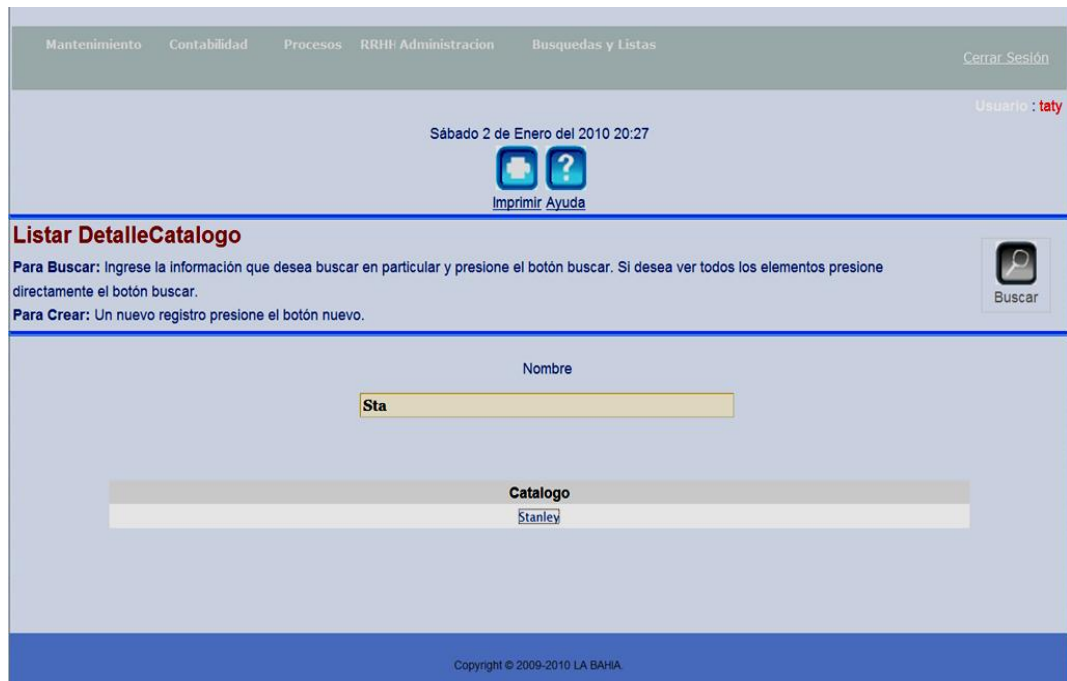 Mantenimiento Contabilidad Procesos RRHH Administracion Busquedas y Listas
Cerrar Sesión
Usuario : taty
Sábado 2 de Enero del 2010 20:27
Imprimir Ayuda
Listar DetalleCatalogo
Para Buscar: Ingrese la información que desea buscar en particular y presione el botón buscar. Si desea ver todos los elementos presione
directamente el botón buscar.
Para Crear: Un nuevo registro presione el botón nuevo.
Buscar
Nombre
Sta
Catalogo
Stanley
Copyright © 2009-2010 LA BAHIA.